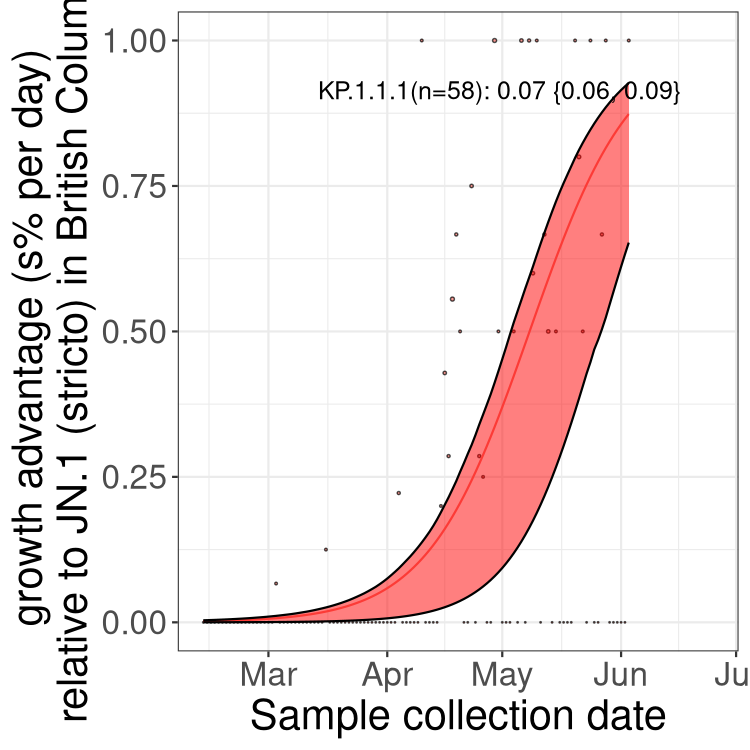 growth advantage (s% per day)
relative to JN.1 (stricto) in British Colum
1.00
0.75
0.50
0.25
0.00
KP.1.1.1(n=58): 0.07 {0.06, 0.09}
Mar Apr May Jun Ju
Sample collection date